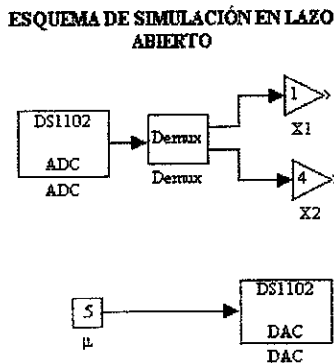 ESQUEMA DE SIMULACIÓN EN LAZO
ABIERTO
1
X1
DS1102
ADC
ADC
Demux
Demux
4
X2
5
μ
DS1102
DAC
DAC